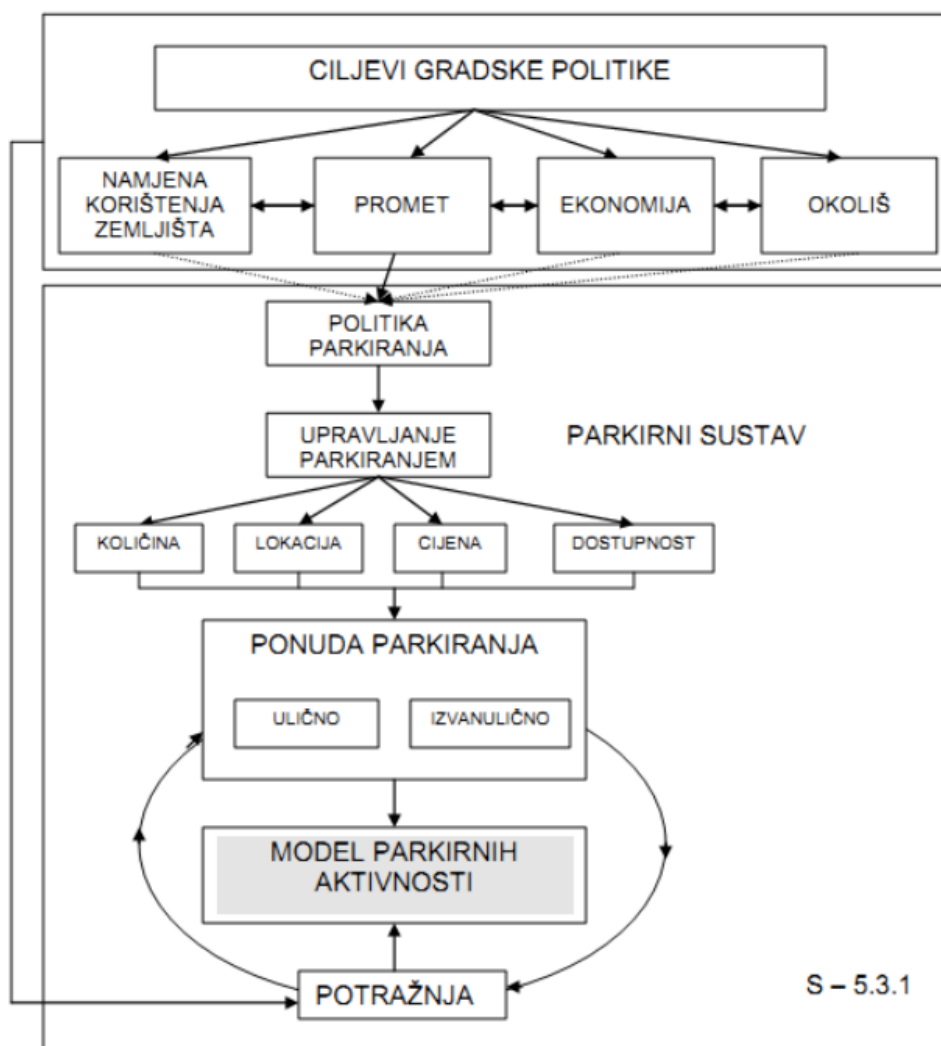 CILJEVI GRADSKE POLITIKE
NAMJENA
KORIŠTENJA
ZEMLJIŠTA
PROMET
EKONOMIJA
OKOLIŠ
POLITIKA
PARKIRANJA
UPRAVLJANJE
PARKIRANJEM
PARKIRNI SUSTAV
KOLIČINA
LOKACIJA
CIJENA
DOSTUPNOST
PONUDA PARKIRANJA
ULIČNO
IZVANULIČNO
MODEL PARKIRNIH
AKTIVNOSTI
POTRAŽNJA
S – 5.3.1